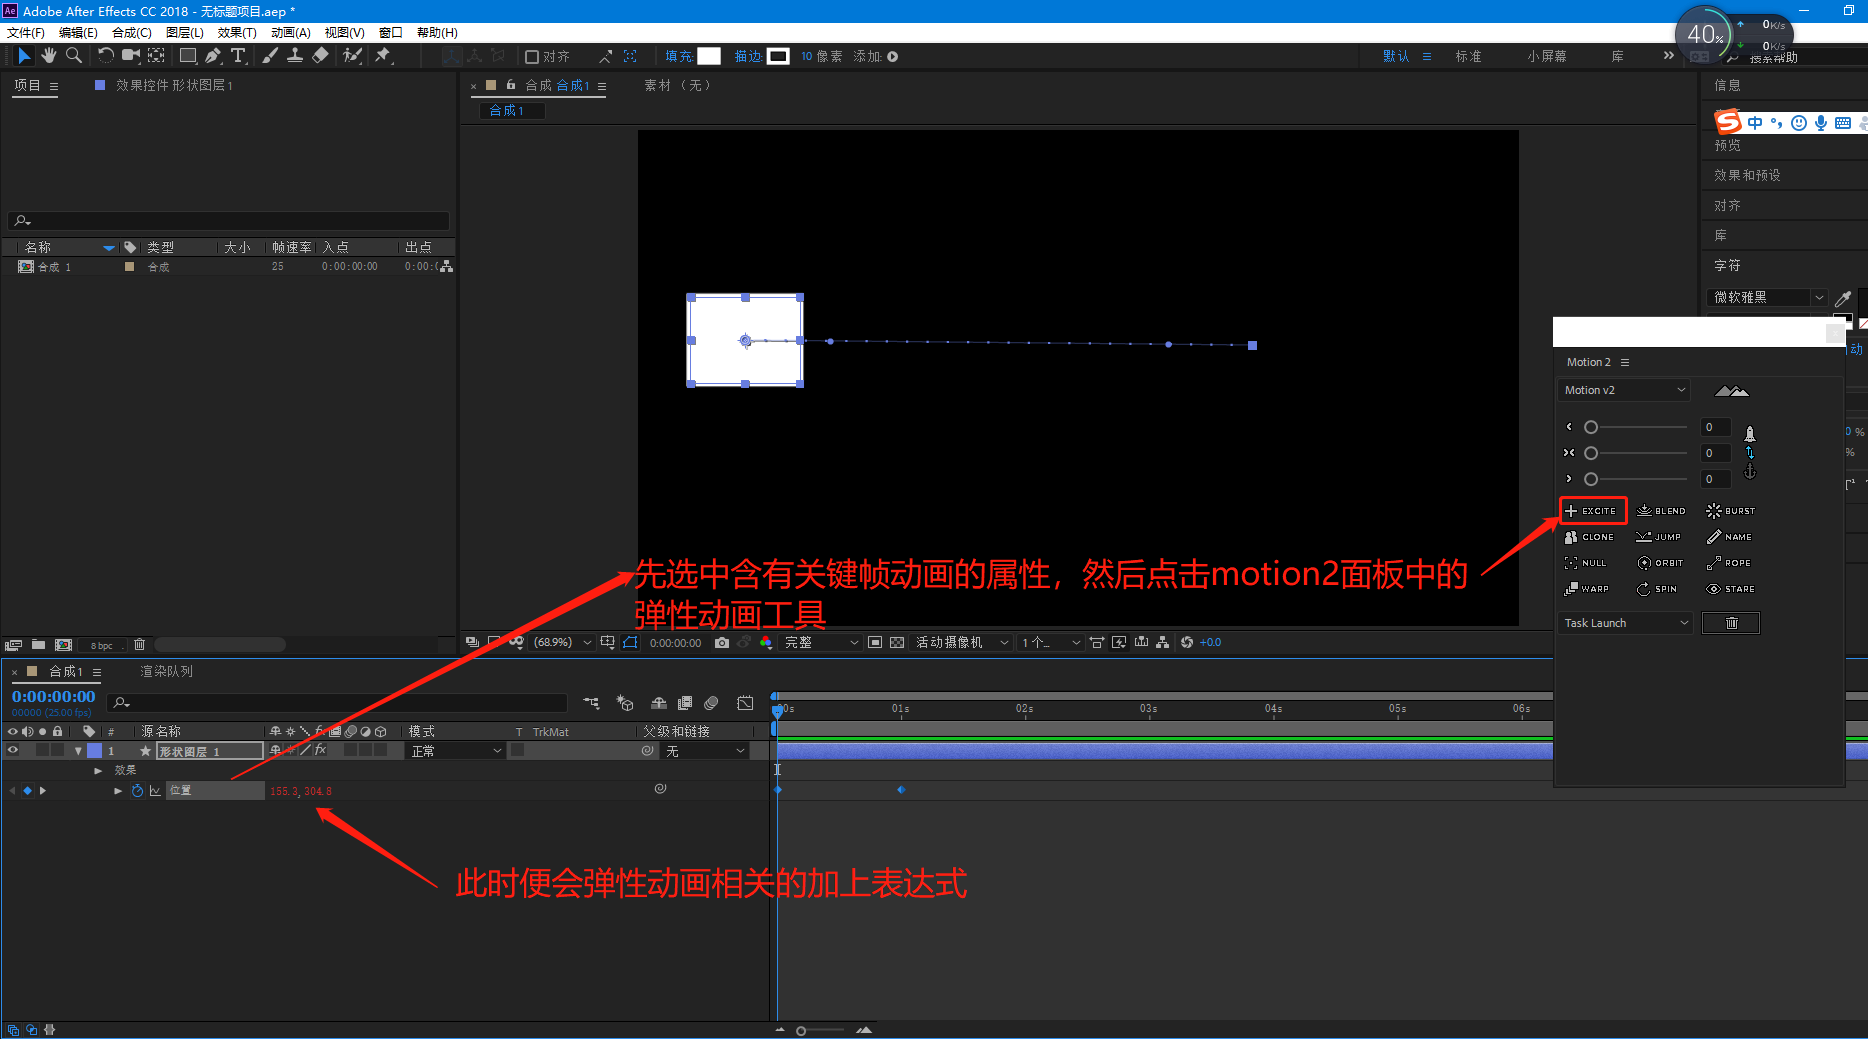 Ae Adobe After Effects CC 2018 - 无标题项目.aep *
文件(F) 编辑(E) 合成(C) 图层(L) 效果(T) 动画(A) 视图(V) 窗口 帮助(H)
40% 0K/s
0K/s
对齐 填充: 描边: 10 像素 添加: 默认 标准 小屏幕 库 搜索帮助
项目 效果控件 形状图层 1 合成 合成 1 素材 (无) 信息
合成 1
中
预览
效果和预设
对齐
库
字符
微软雅黑
名称 类型 大小 帧速率 入点 出点
合成 1 合成 25 0:00:00:00
Motion 2
Motion v2
0
0
0
EXCITE BLEND BURST
CLONE JUMP NAME
NULL ORBIT ROPE
WARP SPIN STARE
Task Launch
先选中含有关键帧动画的属性，然后点击motion2面板中的
弹性动画工具
8 bpc (68.9%) 0:00:00:00 完整 活动摄像机 1 个... +0.0
合成 1 渲染队列
0:00:00:00
00000 (25.00 fps)
00s 01s 02s 03s 04s 05s 06s
# 源名称 fx 模式 T TrkMat 父级和链接
1 形状图层 1 fx 正常 无
效果
位置 155.3, 304.8
此时便会弹性动画相关的加上表达式